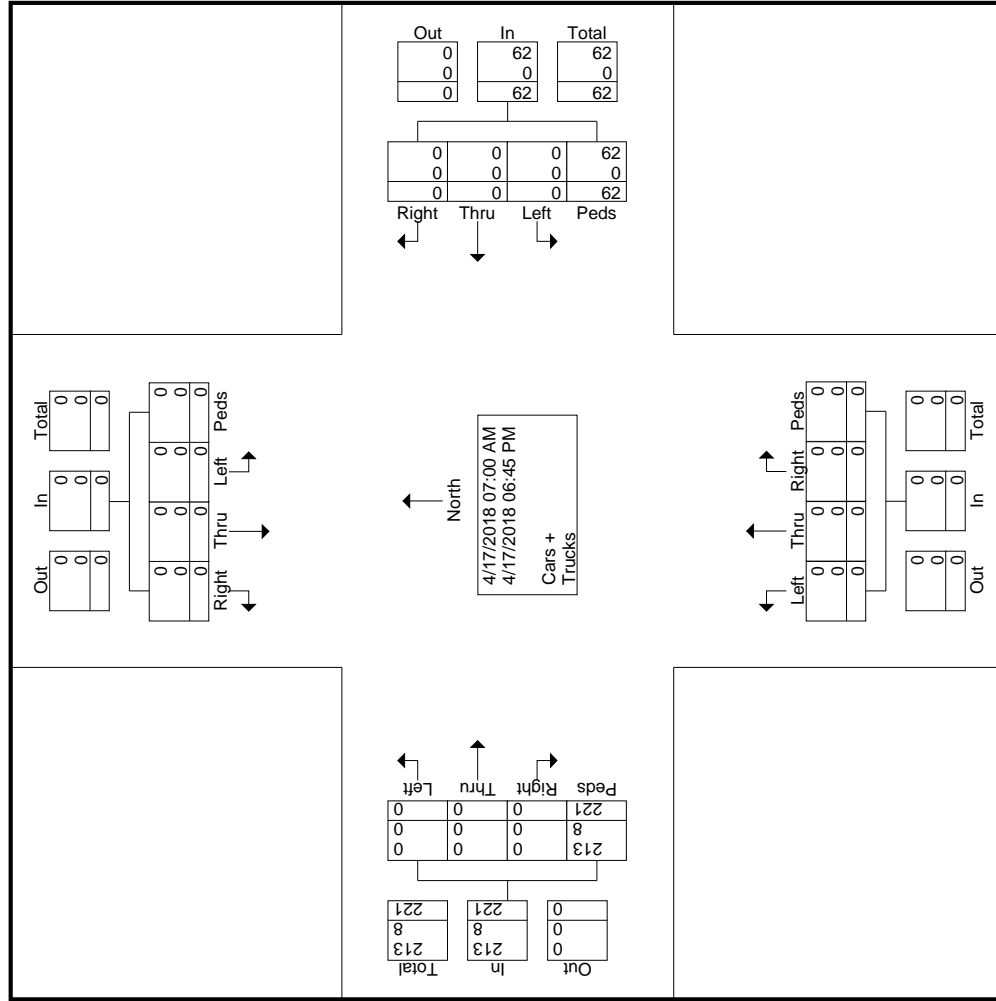 Out In Total
0 62 62
0 0 0
0 62 62
0 0 0 62
0 0 0 0
0 0 0 62
Right Thru Left Peds
Total
0
0
0
In
0
0
0
Out
0
0
0
0 0 0 0
0 0 0 0
0 0 0 0
Right Thru Left Peds
North
4/17/2018 07:00 AM
4/17/2018 06:45 PM
Cars +
Trucks
Left Thru Right Peds
0 0 0 0
0 0 0 0
0 0 0 0
0 0 0
0 0 0
0 0 0
Out In Total
Peds Right Thru Left
221 0 0 0
8 0 0 0
213 0 0 0
0 221 221
0 8 8
0 213 213
Out In Total